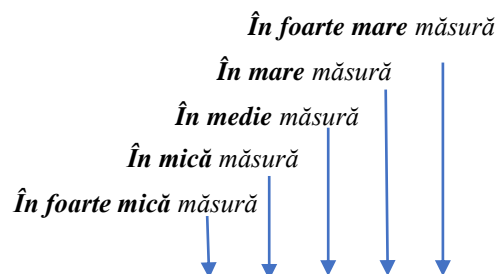 În foarte mare măsură
În mare măsură
În medie măsură
În mică măsură
În foarte mică măsură